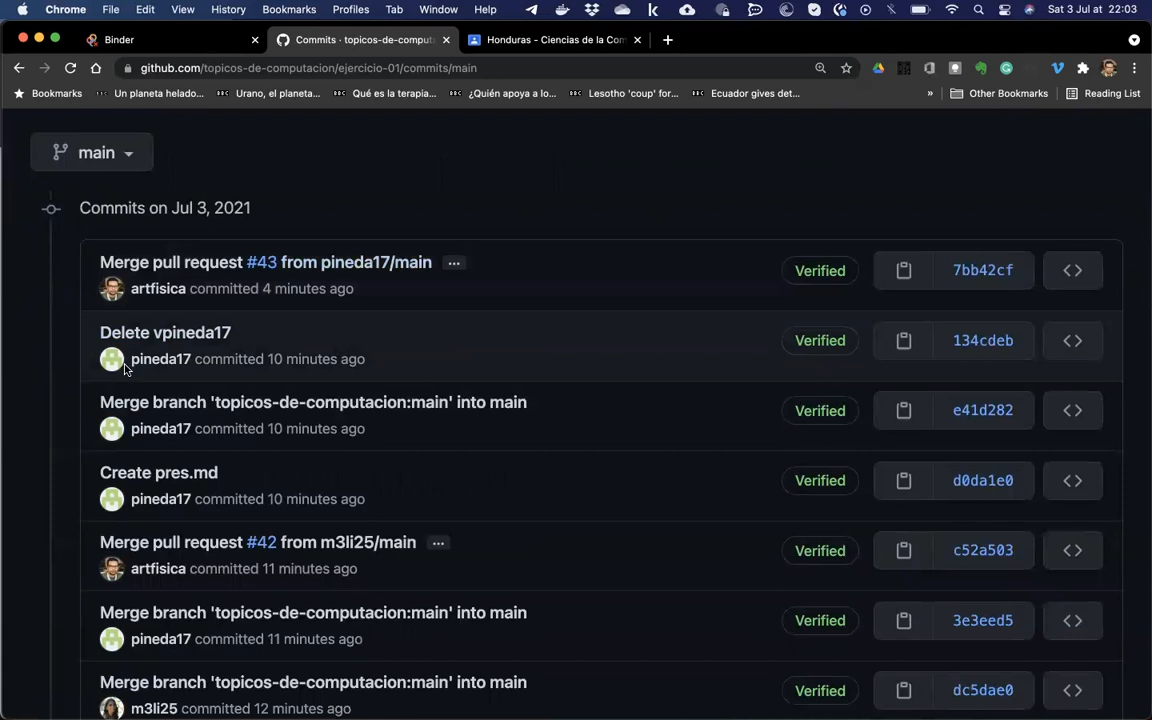 Chrome File Edit View History Bookmarks Profiles Tab Window Help Sat 3 Jul at 22:03
Binder Commits · topicos-de-computa Honduras - Ciencias de la Com
github.com/topicos-de-computacion/ejercicio-01/commits/main
Bookmarks Un planeta helado... Urano, el planeta... Qué es la terapia... ¿Quién apoya a lo... Lesotho 'coup' for... Ecuador gives det... » Other Bookmarks Reading List
main
Commits on Jul 3, 2021
Merge pull request #43 from pineda17/main ...
artfisica committed 4 minutes ago
Verified 7bb42cf
Delete vpineda17
pineda17 committed 10 minutes ago
Verified 134cdeb
Merge branch 'topicos-de-computacion:main' into main
pineda17 committed 10 minutes ago
Verified e41d282
Create pres.md
pineda17 committed 10 minutes ago
Verified d0da1e0
Merge pull request #42 from m3li25/main ...
artfisica committed 11 minutes ago
Verified c52a503
Merge branch 'topicos-de-computacion:main' into main
pineda17 committed 11 minutes ago
Verified 3e3eed5
Merge branch 'topicos-de-computacion:main' into main
m3li25 committed 12 minutes ago
Verified dc5dae0